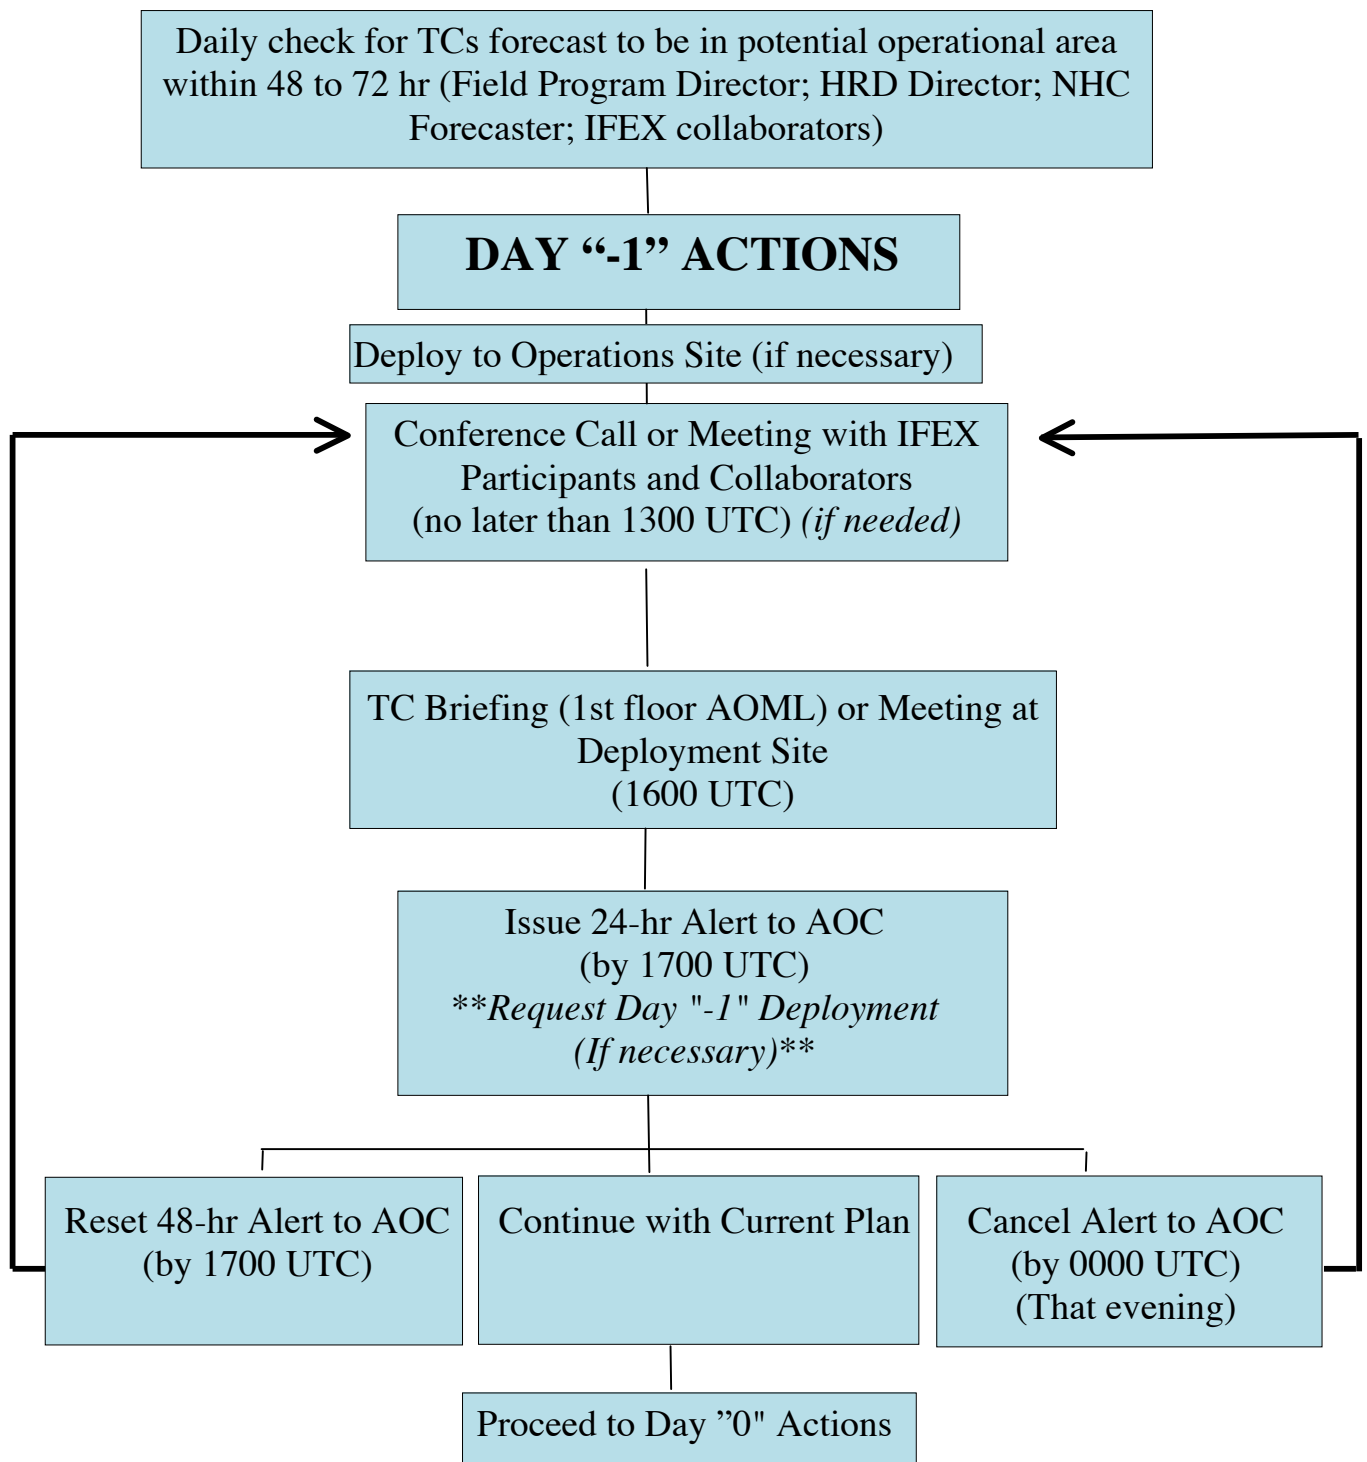 Daily check for TCs forecast to be in potential operational area
within 48 to 72 hr (Field Program Director; HRD Director; NHC
Forecaster; IFEX collaborators)
DAY “-1” ACTIONS
Deploy to Operations Site (if necessary)
Conference Call or Meeting with IFEX
Participants and Collaborators
(no later than 1300 UTC) (if needed)
TC Briefing (1st floor AOML) or Meeting at
Deployment Site
(1600 UTC)
Issue 24-hr Alert to AOC
(by 1700 UTC)
**Request Day "-1" Deployment
(If necessary)**
Reset 48-hr Alert to AOC
(by 1700 UTC)
Continue with Current Plan
Cancel Alert to AOC
(by 0000 UTC)
(That evening)
Proceed to Day ”0" Actions